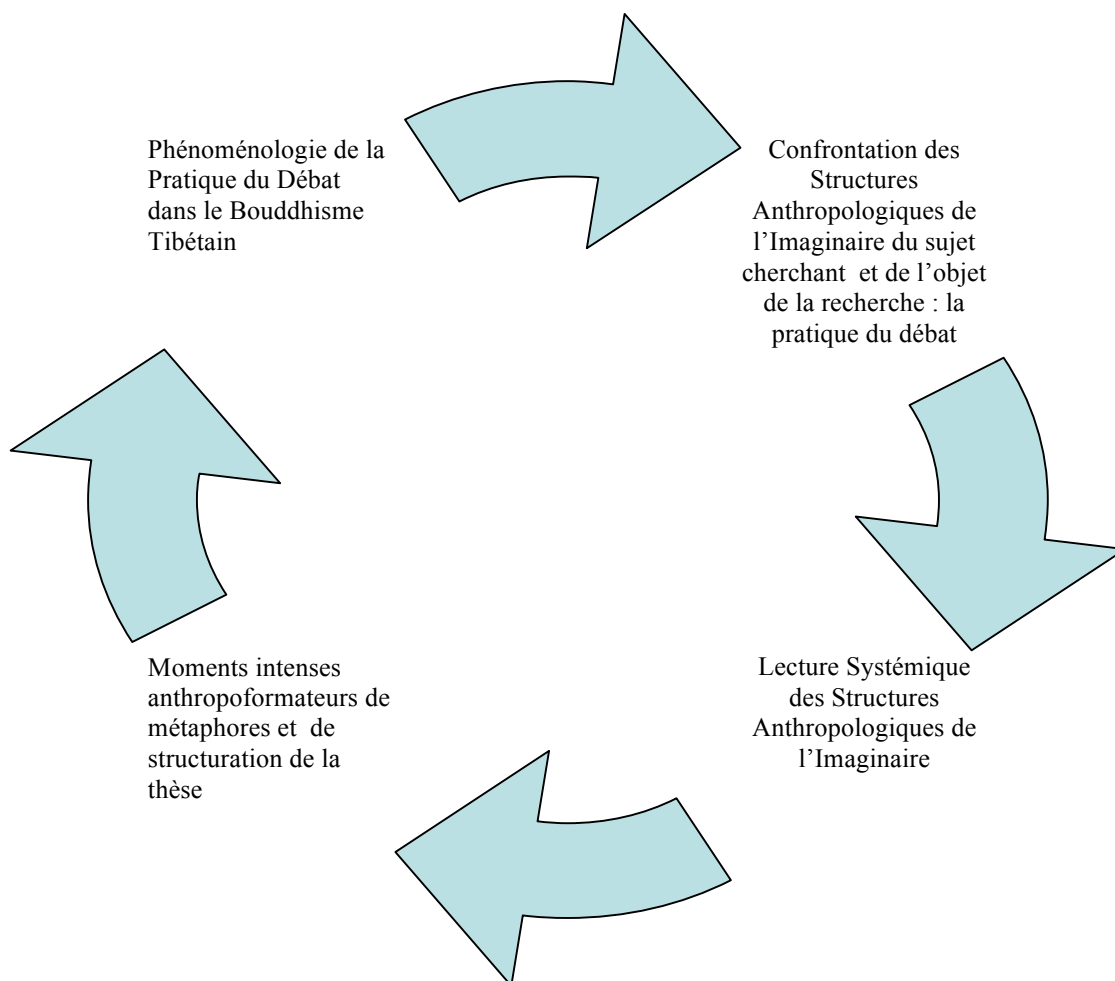 Phénoménologie de la
Pratique du Débat
dans le Bouddhisme
Tibétain
Confrontation des
Structures
Anthropologiques de
l’Imaginaire du sujet
cherchant et de l’objet
de la recherche : la
pratique du débat
Lecture Systémique
des Structures
Anthropologiques de
l’Imaginaire
Moments intenses
anthropoformateurs de
métaphores et de
structuration de la
thèse